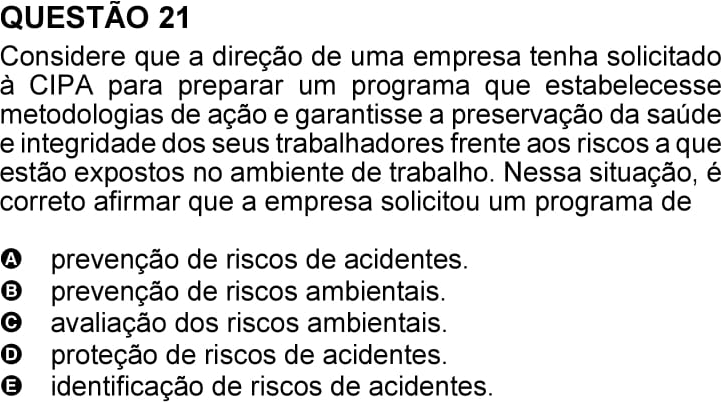 QUESTÃO 21
Considere que a direção de uma empresa tenha solicitado
à CIPA para preparar um programa que estabelecesse
metodologias de ação e garantisse a preservação da saúde
e integridade dos seus trabalhadores frente aos riscos a que
estão expostos no ambiente de trabalho. Nessa situação, é
correto afirmar que a empresa solicitou um programa de
A prevenção de riscos de acidentes.
B prevenção de riscos ambientais.
C avaliação dos riscos ambientais.
D proteção de riscos de acidentes.
E identificação de riscos de acidentes.